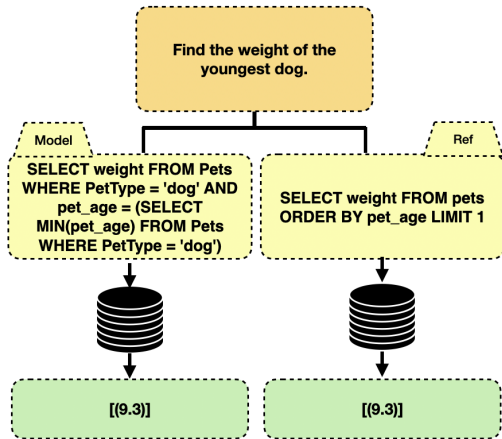 Find the weight of the
youngest dog.
Model
SELECT weight FROM Pets
WHERE PetType = 'dog' AND
pet_age = (SELECT
MIN(pet_age) FROM Pets
WHERE PetType = 'dog')
Ref
SELECT weight FROM pets
ORDER BY pet_age LIMIT 1
[(9.3)]
[(9.3)]